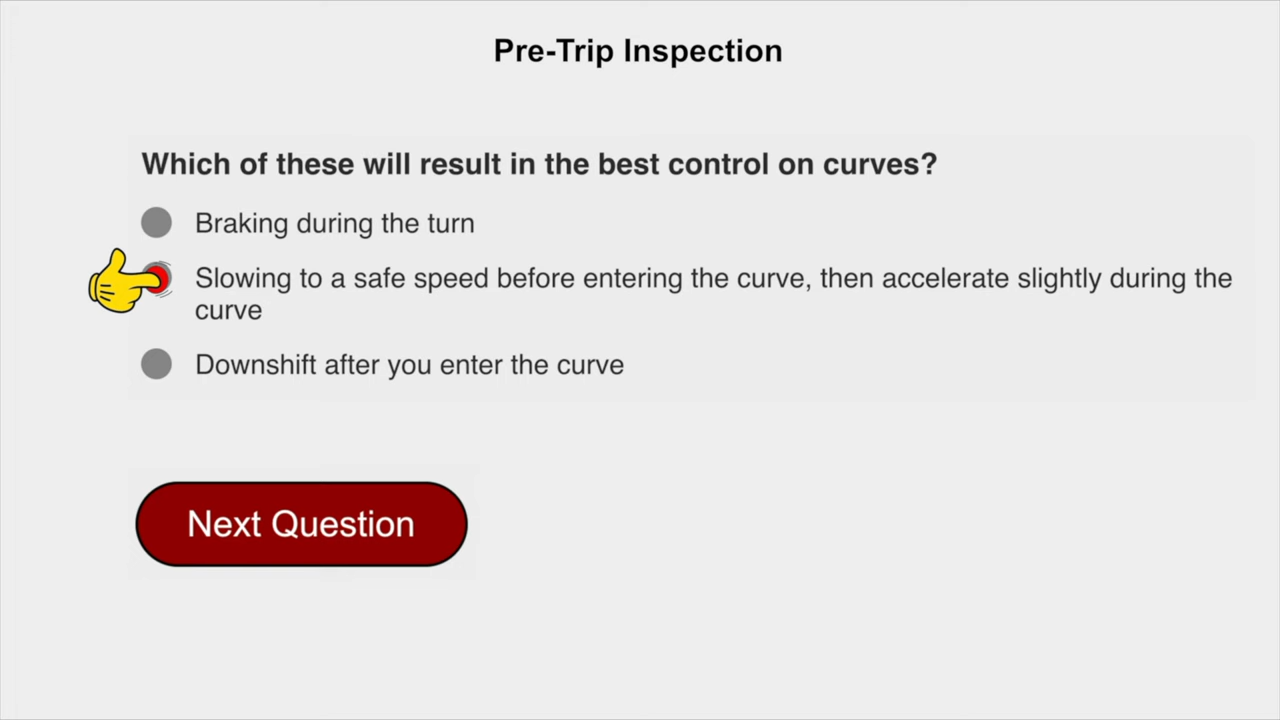 Pre-Trip Inspection
Which of these will result in the best control on curves?
Braking during the turn
Slowing to a safe speed before entering the curve, then accelerate slightly during the
curve
Downshift after you enter the curve
Next Question